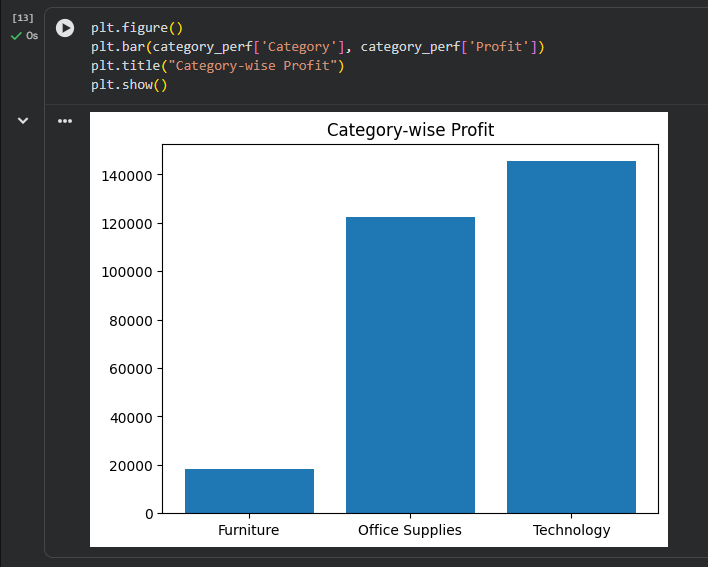 [13]
0s
plt.figure()
plt.bar(category_perf['Category'], category_perf['Profit'])
plt.title("Category-wise Profit")
plt.show()
Category-wise Profit
140000
120000
100000
80000
60000
40000
20000
0
Furniture Office Supplies Technology